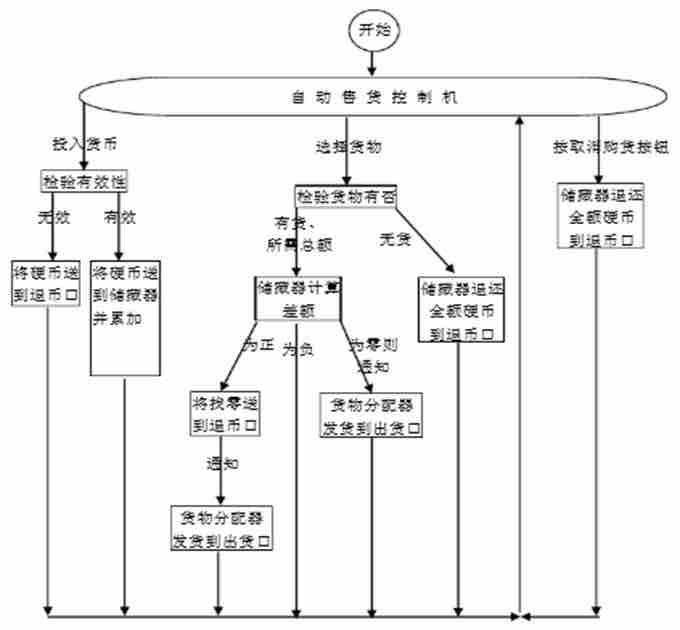 开始
自动售货控制机
投入货币
选择货物
按取消购货按钮
检验有效性
检验货物有否
储藏器退还
全额硬币
到退币口
无效
有效
有货、
所需总额
无货
将硬币送
到退币口
将硬币送
到储藏器
并累加
储藏器计算
差额
储藏器退还
全额硬币
到退币口
为正
为负
为零则
通知
将找零送
到退币口
货物分配器
发货到出货口
通知
货物分配器
发货到出货口